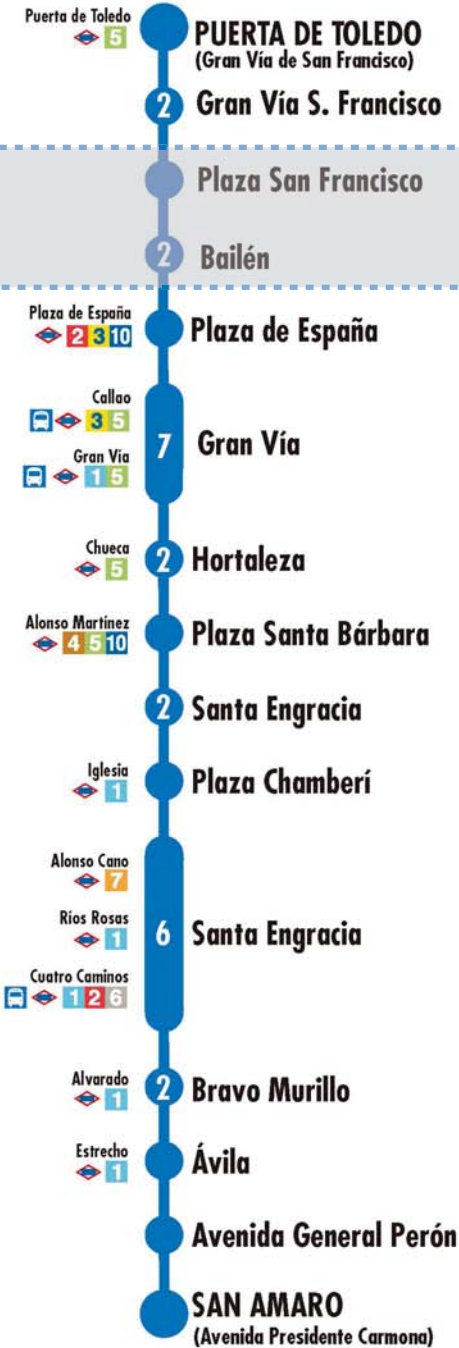 Puerta de Toledo
5
PUERTA DE TOLEDO
(Gran Vía de San Francisco)
2 Gran Vía S. Francisco
Plaza San Francisco
2 Bailén
Plaza de España
2 3 10
Plaza de España
Callao
3 5
Gran Vía
1 5
7 Gran Vía
Chueca
5
2 Hortaleza
Alonso Martínez
4 5 10
Plaza Santa Bárbara
2 Santa Engracia
Iglesia
1
Plaza Chamberí
Alonso Cano
7
Ríos Rosas
1
Cuatro Caminos
1 2 6
6 Santa Engracia
Alvarado
1
2 Bravo Murillo
Estrecho
1
Ávila
Avenida General Perón
SAN AMARO
(Avenida Presidente Carmona)